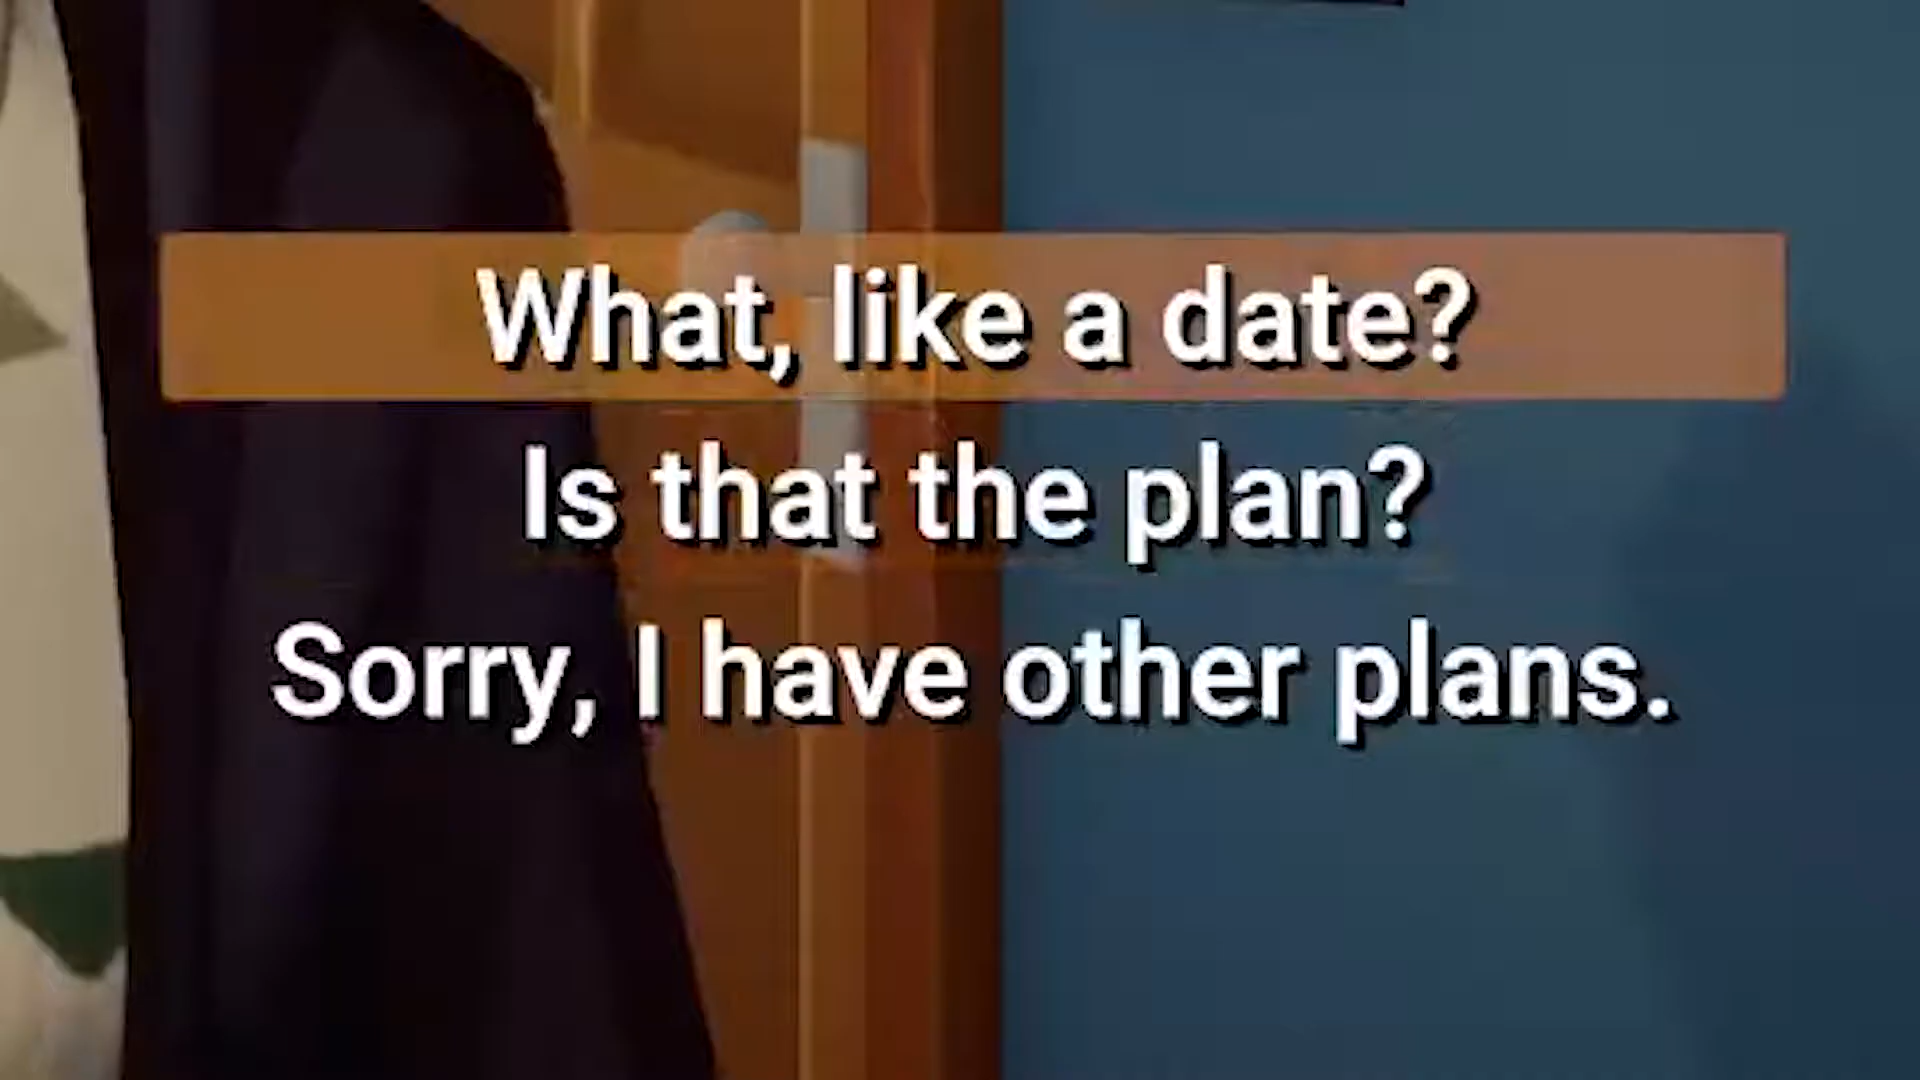 What, like a date?
Is that the plan?
Sorry, I have other plans.